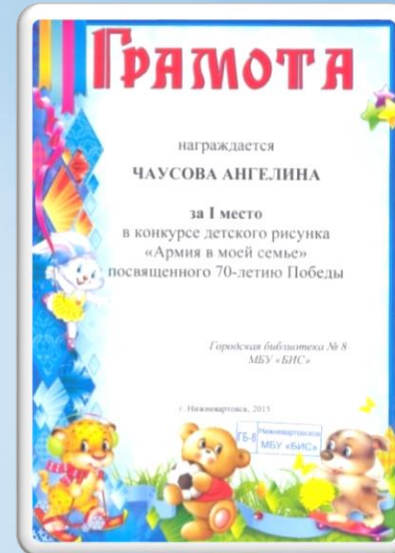 ГРАМОТА
награждается
ЧАУСОВА АНГЕЛИНА
за I место
в конкурсе детского рисунка
«Армия в моей семье»
посвященного 70-летию Победы
Городская библиотека № 8
МБУ «БИС»
г. Нижневартовск, 2015
ГБ-8
Нижневартовск
МБУ «БИС»